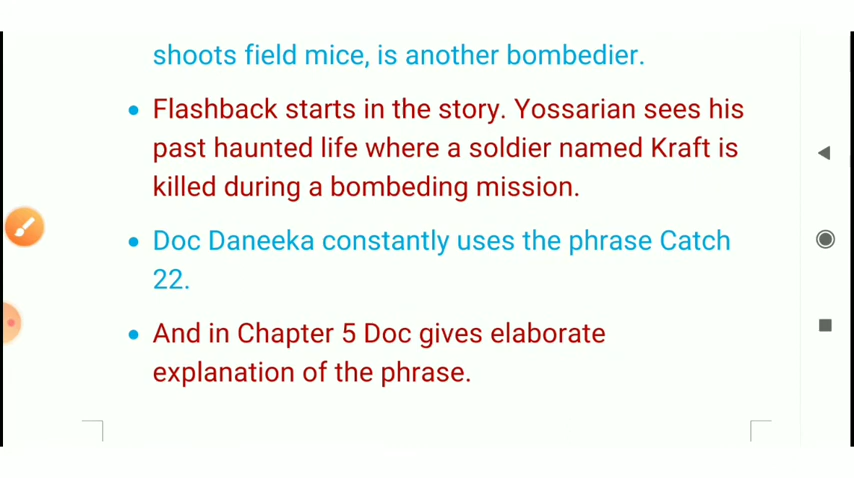 shoots field mice, is another bombedier.
Flashback starts in the story. Yossarian sees his
past haunted life where a soldier named Kraft is
killed during a bombeding mission.
Doc Daneeka constantly uses the phrase Catch
22.
And in Chapter 5 Doc gives elaborate
explanation of the phrase.